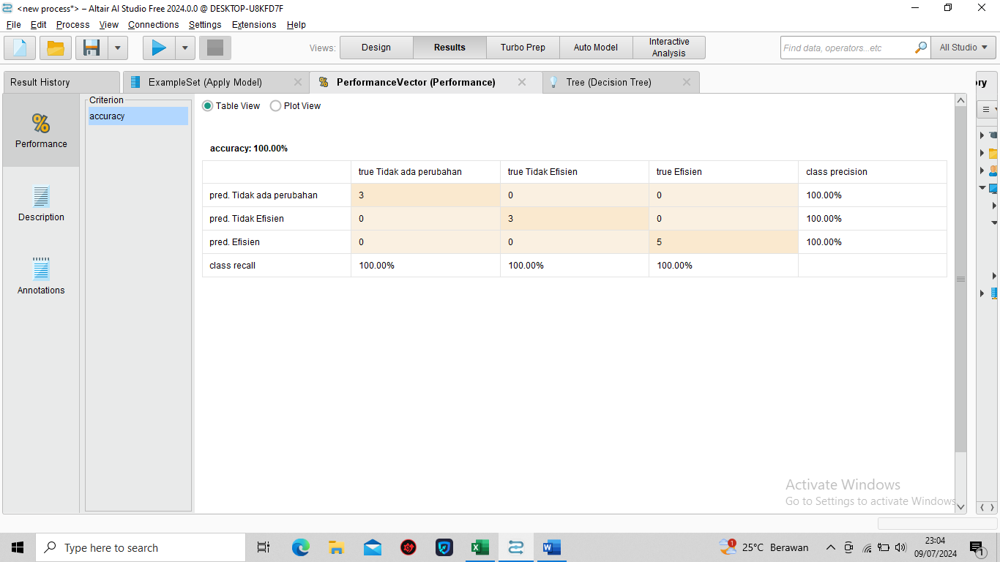 <new process*> – Altair AI Studio Free 2024.0.0 @ DESKTOP-U8KFD7F
File Edit Process View Connections Settings Extensions Help
Views: Design Results Turbo Prep Auto Model Interactive Analysis
Find data, operators...etc
All Studio
Result History
ExampleSet (Apply Model)
PerformanceVector (Performance)
Tree (Decision Tree)
ry
Performance
Description
Annotations
Criterion
accuracy
Table View Plot View
accuracy: 100.00%
true Tidak ada perubahan true Tidak Efisien true Efisien class precision
pred. Tidak ada perubahan 3 0 0 100.00%
pred. Tidak Efisien 0 3 0 100.00%
pred. Efisien 0 0 5 100.00%
class recall 100.00% 100.00% 100.00%
Activate Windows
Go to Settings to activate Windows
Type here to search
1
25°C Berawan
23:04
09/07/2024
1